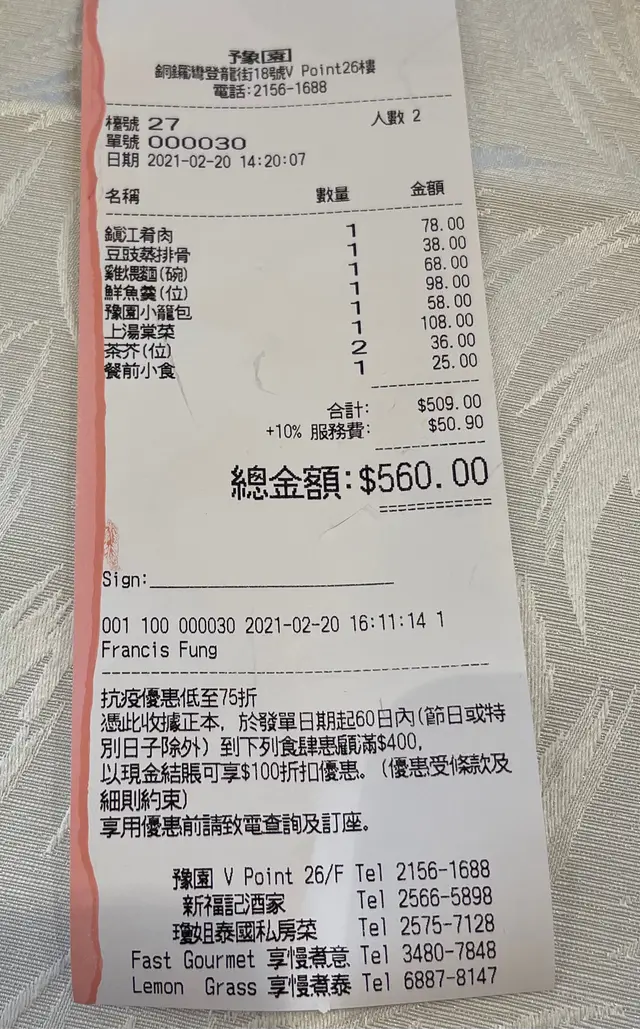 豫園
銅鑼灣登龍街18號V Point26樓
電話:2156-1688
檯號 27 人數 2
單號 000030
日期 2021-02-20 14:20:07
名稱 數量 金額
鎮江肴肉 1 78.00
豆豉蒸排骨 1 38.00
雞煨麵(碗) 1 68.00
鮮魚羹(位) 1 98.00
豫園小籠包 1 58.00
上湯棠菜 1 108.00
茶芥(位) 2 36.00
餐前小食 1 25.00
合計: $509.00
+10% 服務費: $50.90
總金額:$560.00
Sign:
001 100 000030 2021-02-20 16:11:14 1
Francis Fung
抗疫優惠低至75折
憑此收據正本, 於發單日期起60日內(節日或特
別日子除外) 到下列食肆惠顧滿$400,
以現金結賬可享$100折扣優惠。(優惠受條款及
細則約束)
享用優惠前請致電查詢及訂座。
豫園 V Point 26/F Tel 2156-1688
新福記酒家 Tel 2566-5898
瓊姐泰國私房菜 Tel 2575-7128
Fast Gourmet 享慢煮意 Tel 3480-7848
Lemon Grass 享慢煮泰 Tel 6887-8147